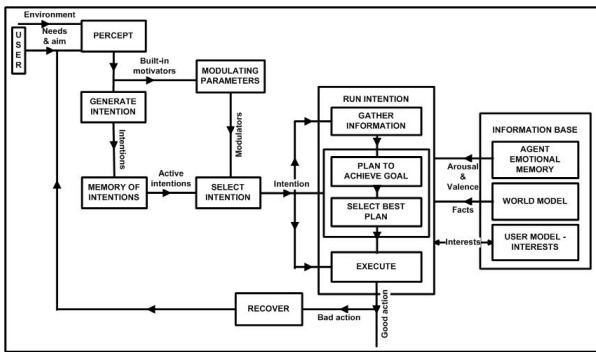 Environment
Needs
& aim
USER
PERCEPT
Built-in
motivators
MODULATING
PARAMETERS
GENERATE
INTENTION
Intentions
Modulators
MEMORY OF
INTENTIONS
Active
intentions
SELECT
INTENTION
Intention
RUN INTENTION
GATHER
INFORMATION
PLAN TO
ACHIEVE GOAL
SELECT BEST
PLAN
EXECUTE
Arousal
&
Valence
Facts
Interests
INFORMATION BASE
AGENT
EMOTIONAL
MEMORY
WORLD MODEL
USER MODEL -
INTERESTS
RECOVER
Bad action
Good action